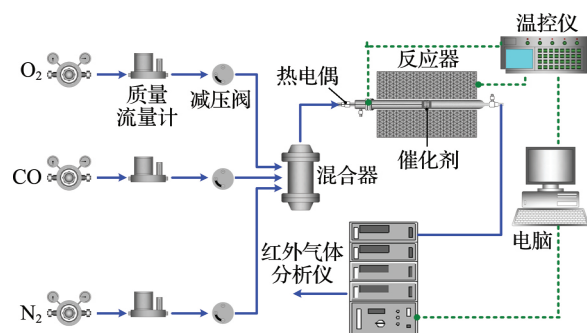 温控仪
O₂
热电偶
反应器
质量
流量计
减压阀
催化剂
CO
混合器
红外气体
分析仪
电脑
N₂